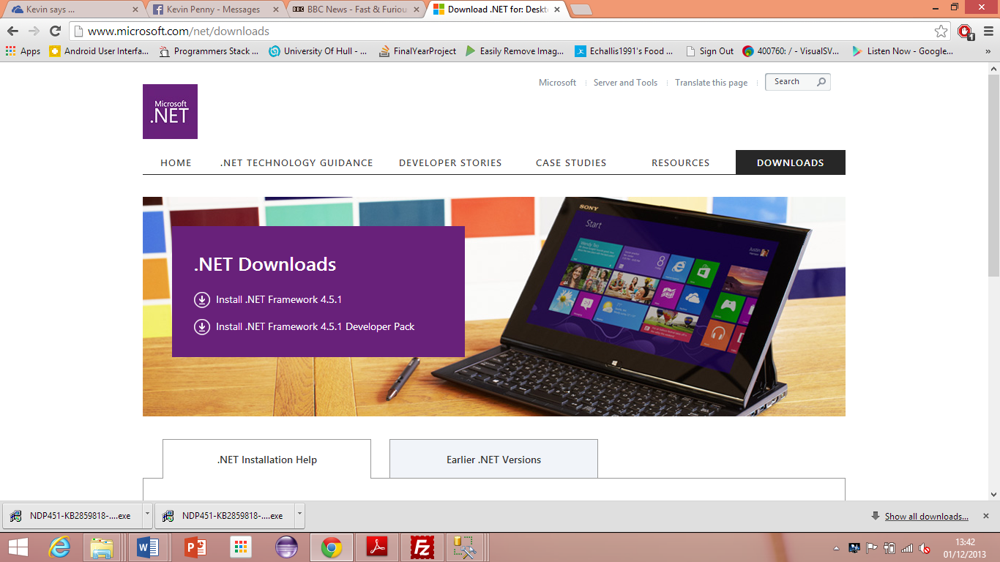 Kevin says ...
Kevin Penny - Messages
BBC News - Fast & Furiou
Download .NET for: Deskt
www.microsoft.com/net/downloads
Apps
Android User Interfa...
Programmers Stack ...
University Of Hull - ...
FinalYearProject
Easily Remove Imag...
Echallis1991's Food ...
Sign Out
400760: / - VisualSV...
Listen Now - Google...
»
Microsoft
Server and Tools
Translate this page
Search
Microsoft
.NET
HOME
.NET TECHNOLOGY GUIDANCE
DEVELOPER STORIES
CASE STUDIES
RESOURCES
DOWNLOADS
SONY
Start
.NET Downloads
Install .NET Framework 4.5.1
Install .NET Framework 4.5.1 Developer Pack
.NET Installation Help
Earlier .NET Versions
NDP451-KB2859818-....exe
NDP451-KB2859818-....exe
Show all downloads...
13:42
01/12/2013